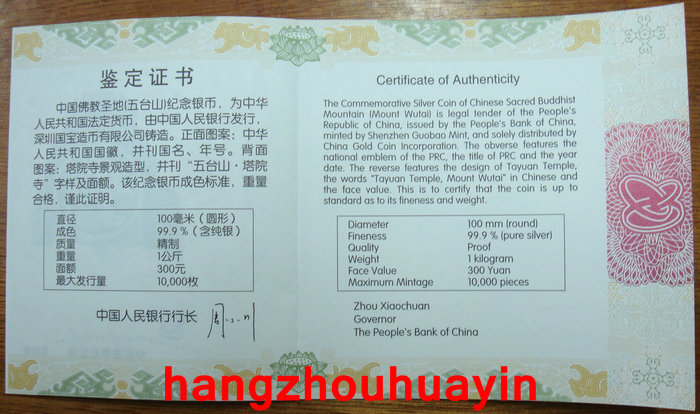 鉴定证书
中国佛教圣地(五台山)纪念银币，为中华
人民共和国法定货币，由中国人民银行发行，
深圳国宝造币有限公司铸造。正面图案：中华
人民共和国国徽，并刊国名、年号。背面
图案：塔院寺景观造型，并刊“五台山·塔院
寺”字样及面额。该纪念银币成色标准，重量
合格，谨此证明。
直径 100毫米（圆形）
成色 99.9 %（含纯银）
质量 精制
重量 1公斤
面额 300元
最大发行量 10,000枚
中国人民银行行长
Certificate of Authenticity
The Commemorative Silver Coin of Chinese Sacred Buddhist
Mountain (Mount Wutai) is legal tender of the People's
Republic of China, issued by the People's Bank of China,
minted by Shenzhen Guobao Mint, and solely distributed by
China Gold Coin Incorporation. The obverse features the
national emblem of the PRC, the title of PRC and the year
date. The reverse features the design of Tayuan Temple,
the words "Tayuan Temple, Mount Wutai" in Chinese and
the face value. This is to certify that the coin is up to
standard as to its fineness and weight.
Diameter 100 mm (round)
Fineness 99.9 % (pure silver)
Quality Proof
Weight 1 kilogram
Face Value 300 Yuan
Maximum Mintage 10,000 pieces
Zhou Xiaochuan
Governor
The People's Bank of China
hangzhouhuayin